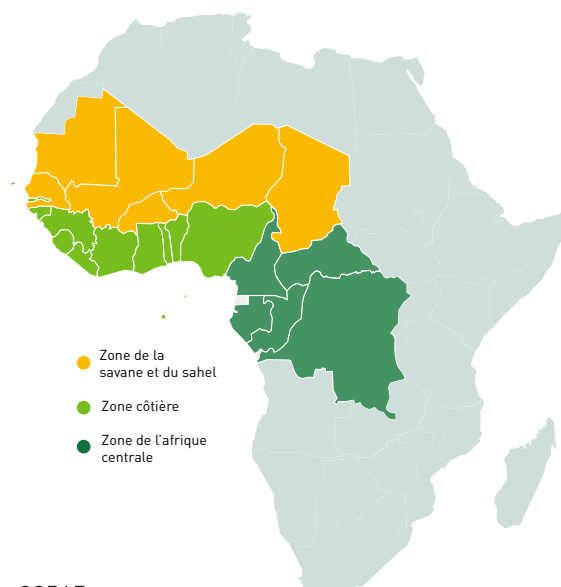 Zone de la
savane et du sahel
Zone côtière
Zone de l'afrique
centrale